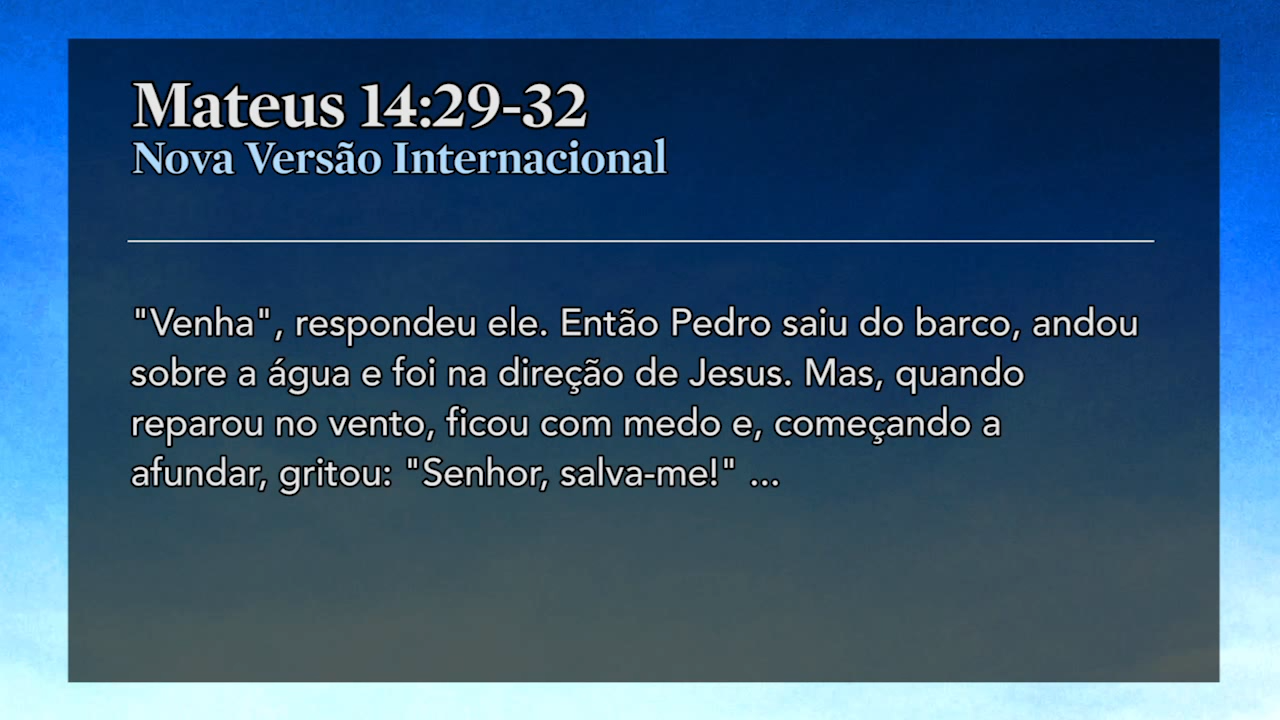 Mateus 14:29-32
Nova Versão Internacional
"Venha", respondeu ele. Então Pedro saiu do barco, andou
sobre a água e foi na direção de Jesus. Mas, quando
reparou no vento, ficou com medo e, começando a
afundar, gritou: "Senhor, salva-me!" ...